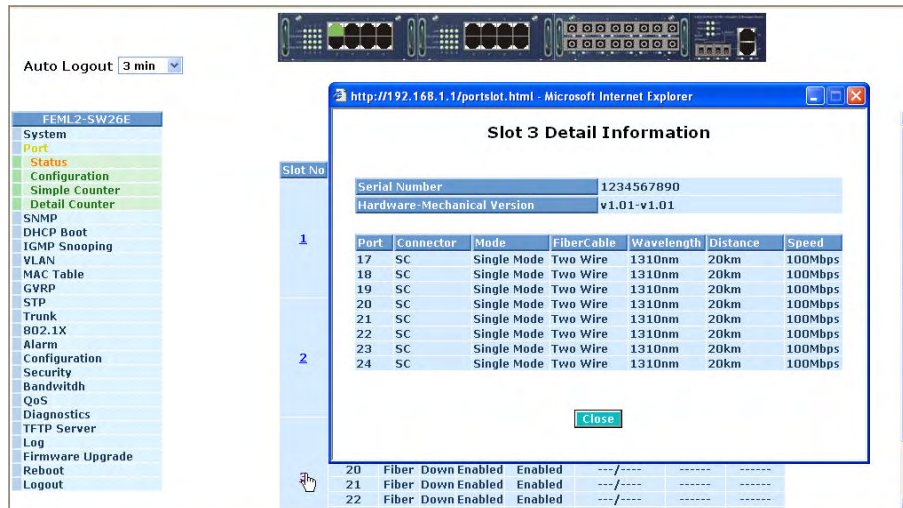 Auto Logout 3 min
http://192.168.1.1/portslot.html - Microsoft Internet Explorer
Slot 3 Detail Information
Serial Number 1234567890
Hardware-Mechanical Version v1.01-v1.01
Port Connector Mode FiberCable Wavelength Distance Speed
17 SC Single Mode Two Wire 1310nm 20km 100Mbps
18 SC Single Mode Two Wire 1310nm 20km 100Mbps
19 SC Single Mode Two Wire 1310nm 20km 100Mbps
20 SC Single Mode Two Wire 1310nm 20km 100Mbps
21 SC Single Mode Two Wire 1310nm 20km 100Mbps
22 SC Single Mode Two Wire 1310nm 20km 100Mbps
23 SC Single Mode Two Wire 1310nm 20km 100Mbps
24 SC Single Mode Two Wire 1310nm 20km 100Mbps
Close
FEML2-SW26E
System
Port
Status
Configuration
Simple Counter
Detail Counter
SNMP
DHCP Boot
IGMP Snooping
VLAN
MAC Table
GVRP
STP
Trunk
802.1X
Alarm
Configuration
Security
Bandwitdh
QoS
Diagnostics
TFTP Server
Log
Firmware Upgrade
Reboot
Logout
Slot No
1
2
20 Fiber Down Enabled Enabled ---/---- ------ ------
21 Fiber Down Enabled Enabled ---/---- ------ ------
22 Fiber Down Enabled Enabled ---/---- ------ ------